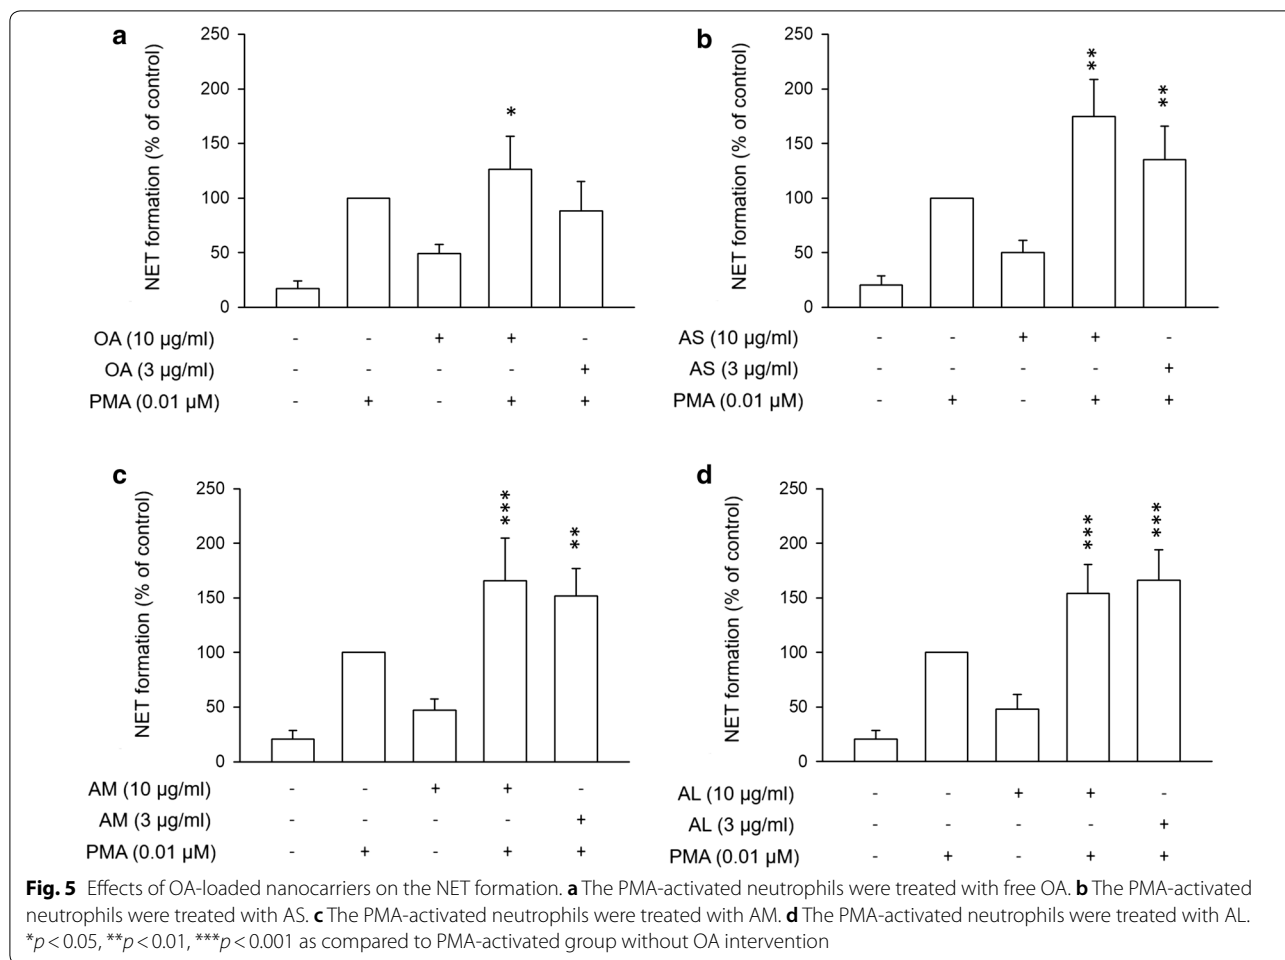 a
NET formation (% of control)
250
200
150
100
50
0
*
OA (10 µg/ml) - - + + -
OA (3 µg/ml) - - - - +
PMA (0.01 µM) - + - + +
b
NET formation (% of control)
250
200
150
100
50
0
** **
AS (10 µg/ml) - - + + -
AS (3 µg/ml) - - - - +
PMA (0.01 µM) - + - + +
c
NET formation (% of control)
250
200
150
100
50
0
*** **
AM (10 µg/ml) - - + + -
AM (3 µg/ml) - - - - +
PMA (0.01 µM) - + - + +
d
NET formation (% of control)
250
200
150
100
50
0
*** ***
AL (10 µg/ml) - - + + -
AL (3 µg/ml) - - - - +
PMA (0.01 µM) - + - + +
Fig. 5 Effects of OA-loaded nanocarriers on the NET formation. a The PMA-activated neutrophils were treated with free OA. b The PMA-activated
neutrophils were treated with AS. c The PMA-activated neutrophils were treated with AM. d The PMA-activated neutrophils were treated with AL.
*p < 0.05, **p < 0.01, ***p < 0.001 as compared to PMA-activated group without OA intervention